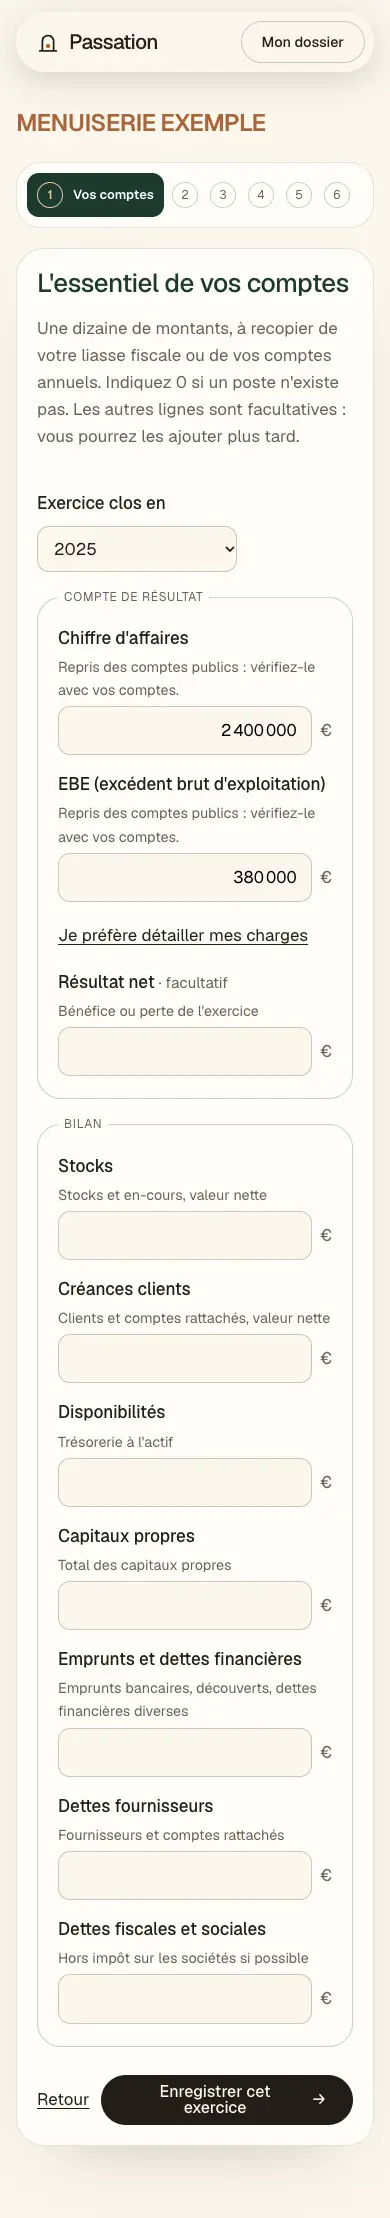 Passation
Mon dossier
MENUISERIE EXEMPLE
1 Vos comptes 2 3 4 5 6
L'essentiel de vos comptes
Une dizaine de montants, à recopier de
votre liasse fiscale ou de vos comptes
annuels. Indiquez 0 si un poste n'existe
pas. Les autres lignes sont facultatives :
vous pourrez les ajouter plus tard.
Exercice clos en
2025
COMPTE DE RÉSULTAT
Chiffre d'affaires
Repris des comptes publics : vérifiez-le
avec vos comptes.
2 400 000 €
EBE (excédent brut d'exploitation)
Repris des comptes publics : vérifiez-le
avec vos comptes.
380 000 €
Je préfère détailler mes charges
Résultat net · facultatif
Bénéfice ou perte de l'exercice
€
BILAN
Stocks
Stocks et en-cours, valeur nette
€
Créances clients
Clients et comptes rattachés, valeur nette
€
Disponibilités
Trésorerie à l'actif
€
Capitaux propres
Total des capitaux propres
€
Emprunts et dettes financières
Emprunts bancaires, découverts, dettes
financières diverses
€
Dettes fournisseurs
Fournisseurs et comptes rattachés
€
Dettes fiscales et sociales
Hors impôt sur les sociétés si possible
€
Retour
Enregistrer cet
exercice →